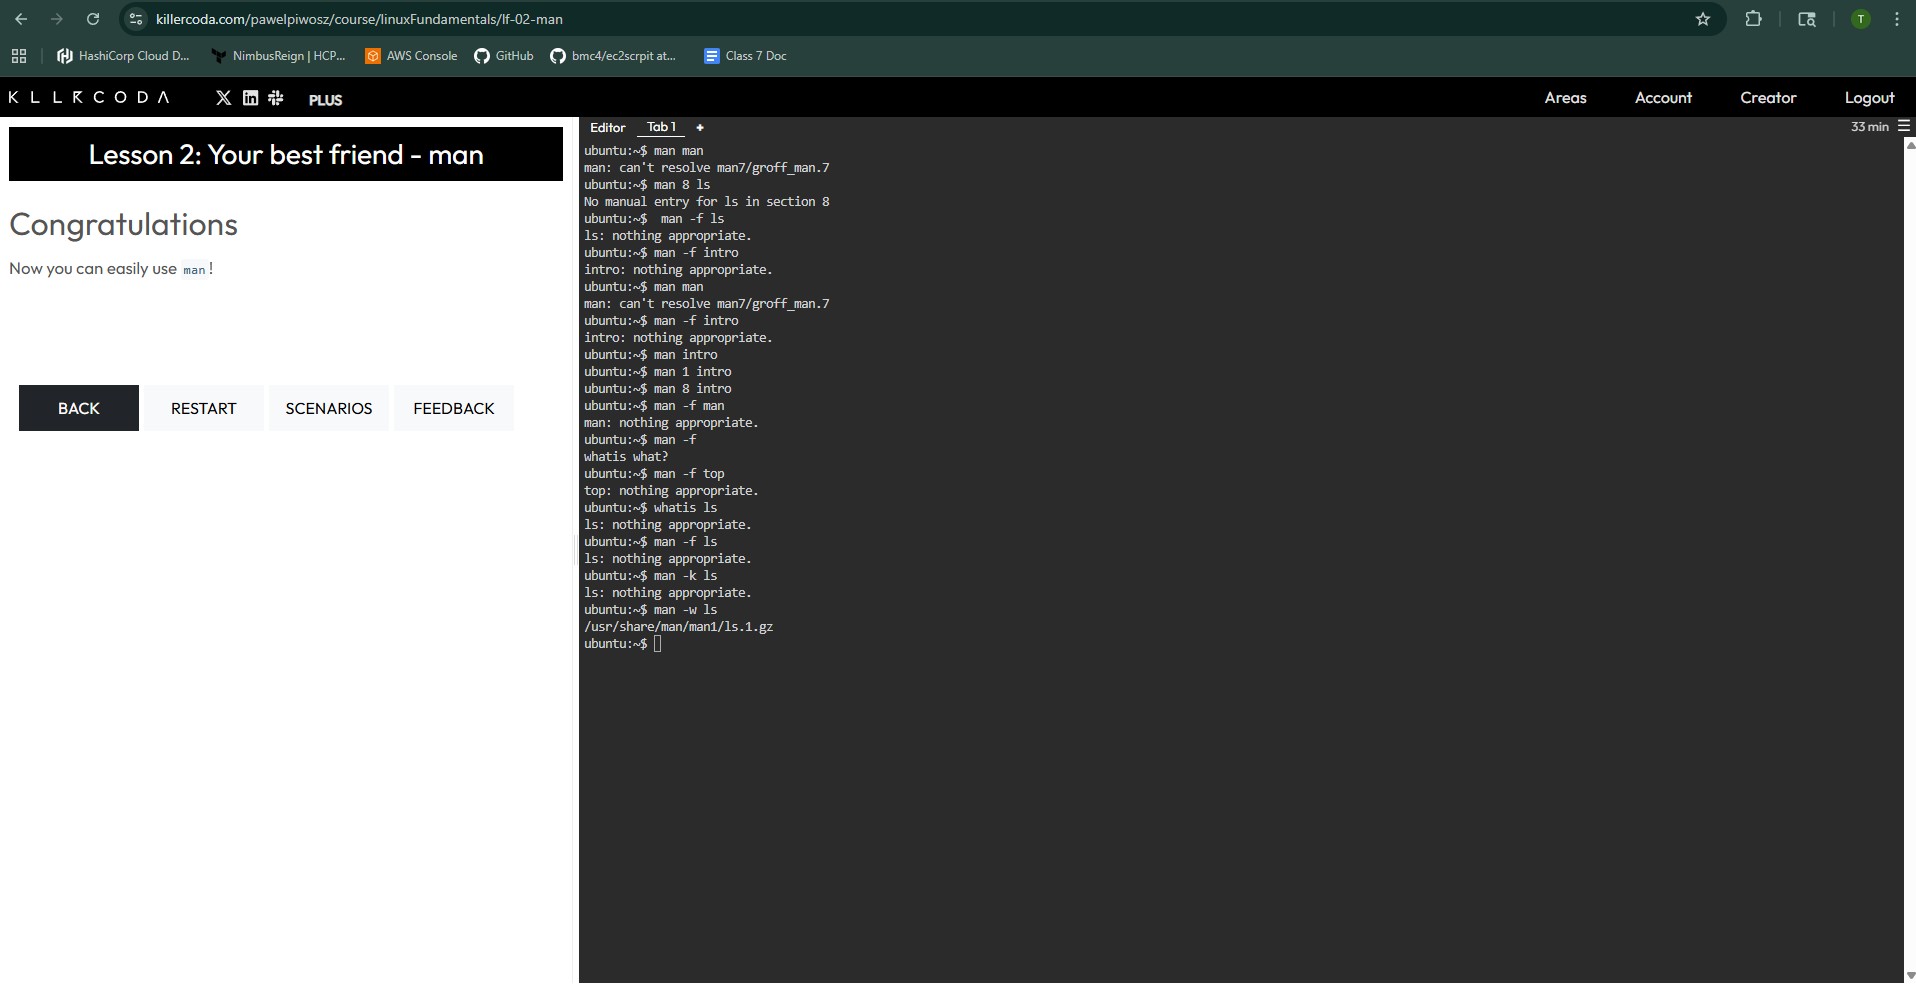 killercoda.com/pawelpiwosz/course/linuxFundamentals/lf-02-man
T
HashiCorp Cloud D...
NimbusReign | HCP...
AWS Console
GitHub
bmc4/ec2scrpit at...
Class 7 Doc
KLLRCODA
PLUS
Areas
Account
Creator
Logout
Lesson 2: Your best friend - man
Congratulations
Now you can easily use man!
BACK
RESTART
SCENARIOS
FEEDBACK
Editor
Tab 1
+
33 min
ubuntu:~$ man man
man: can't resolve man7/groff_man.7
ubuntu:~$ man 8 ls
No manual entry for ls in section 8
ubuntu:~$  man -f ls
ls: nothing appropriate.
ubuntu:~$ man -f intro
intro: nothing appropriate.
ubuntu:~$ man man
man: can't resolve man7/groff_man.7
ubuntu:~$ man -f intro
intro: nothing appropriate.
ubuntu:~$ man intro
ubuntu:~$ man 1 intro
ubuntu:~$ man 8 intro
ubuntu:~$ man -f man
man: nothing appropriate.
ubuntu:~$ man -f
whatis what?
ubuntu:~$ man -f top
top: nothing appropriate.
ubuntu:~$ whatis ls
ls: nothing appropriate.
ubuntu:~$ man -f ls
ls: nothing appropriate.
ubuntu:~$ man -k ls
ls: nothing appropriate.
ubuntu:~$ man -w ls
/usr/share/man/man1/ls.1.gz
ubuntu:~$